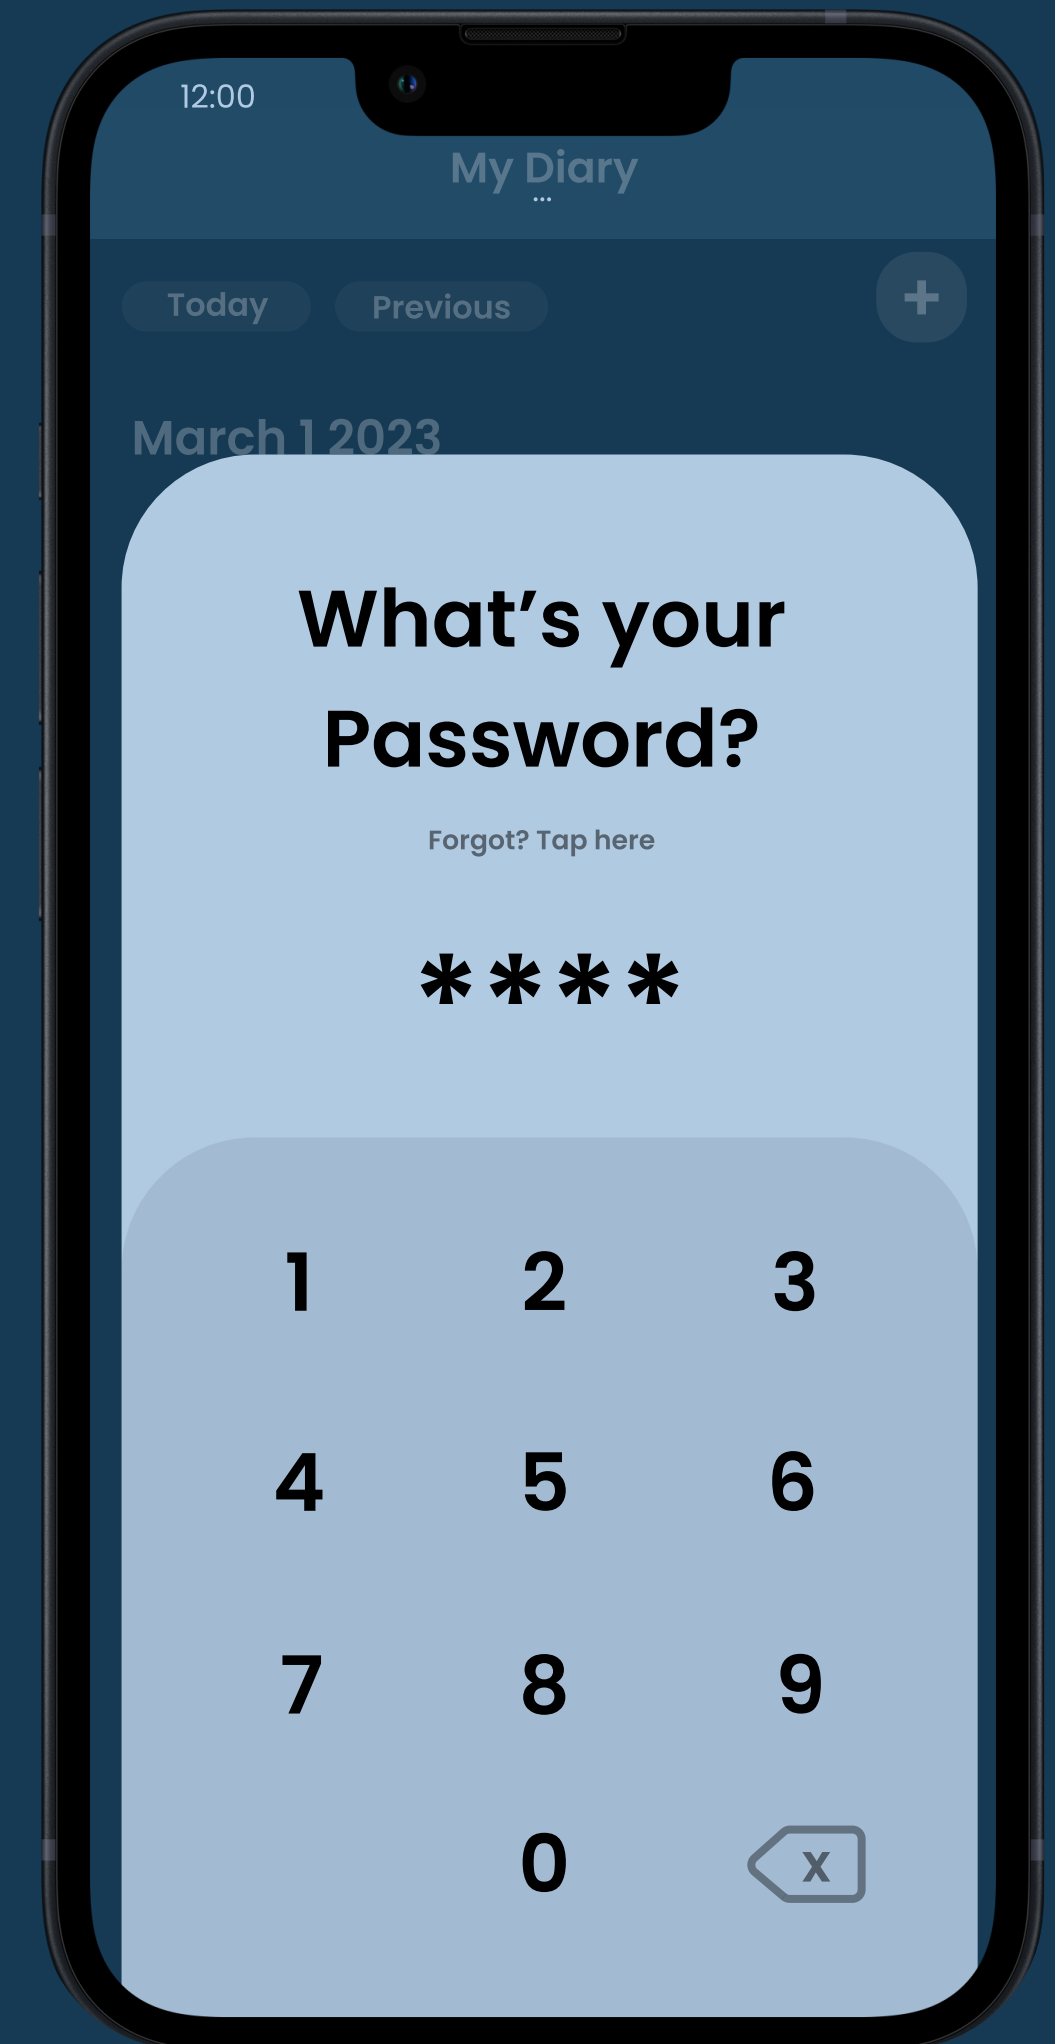 12:00
My Diary
...
Today
Previous
+
March 1 2023
What’s your
Password?
Forgot? Tap here
****
1 2 3
4 5 6
7 8 9
0 x